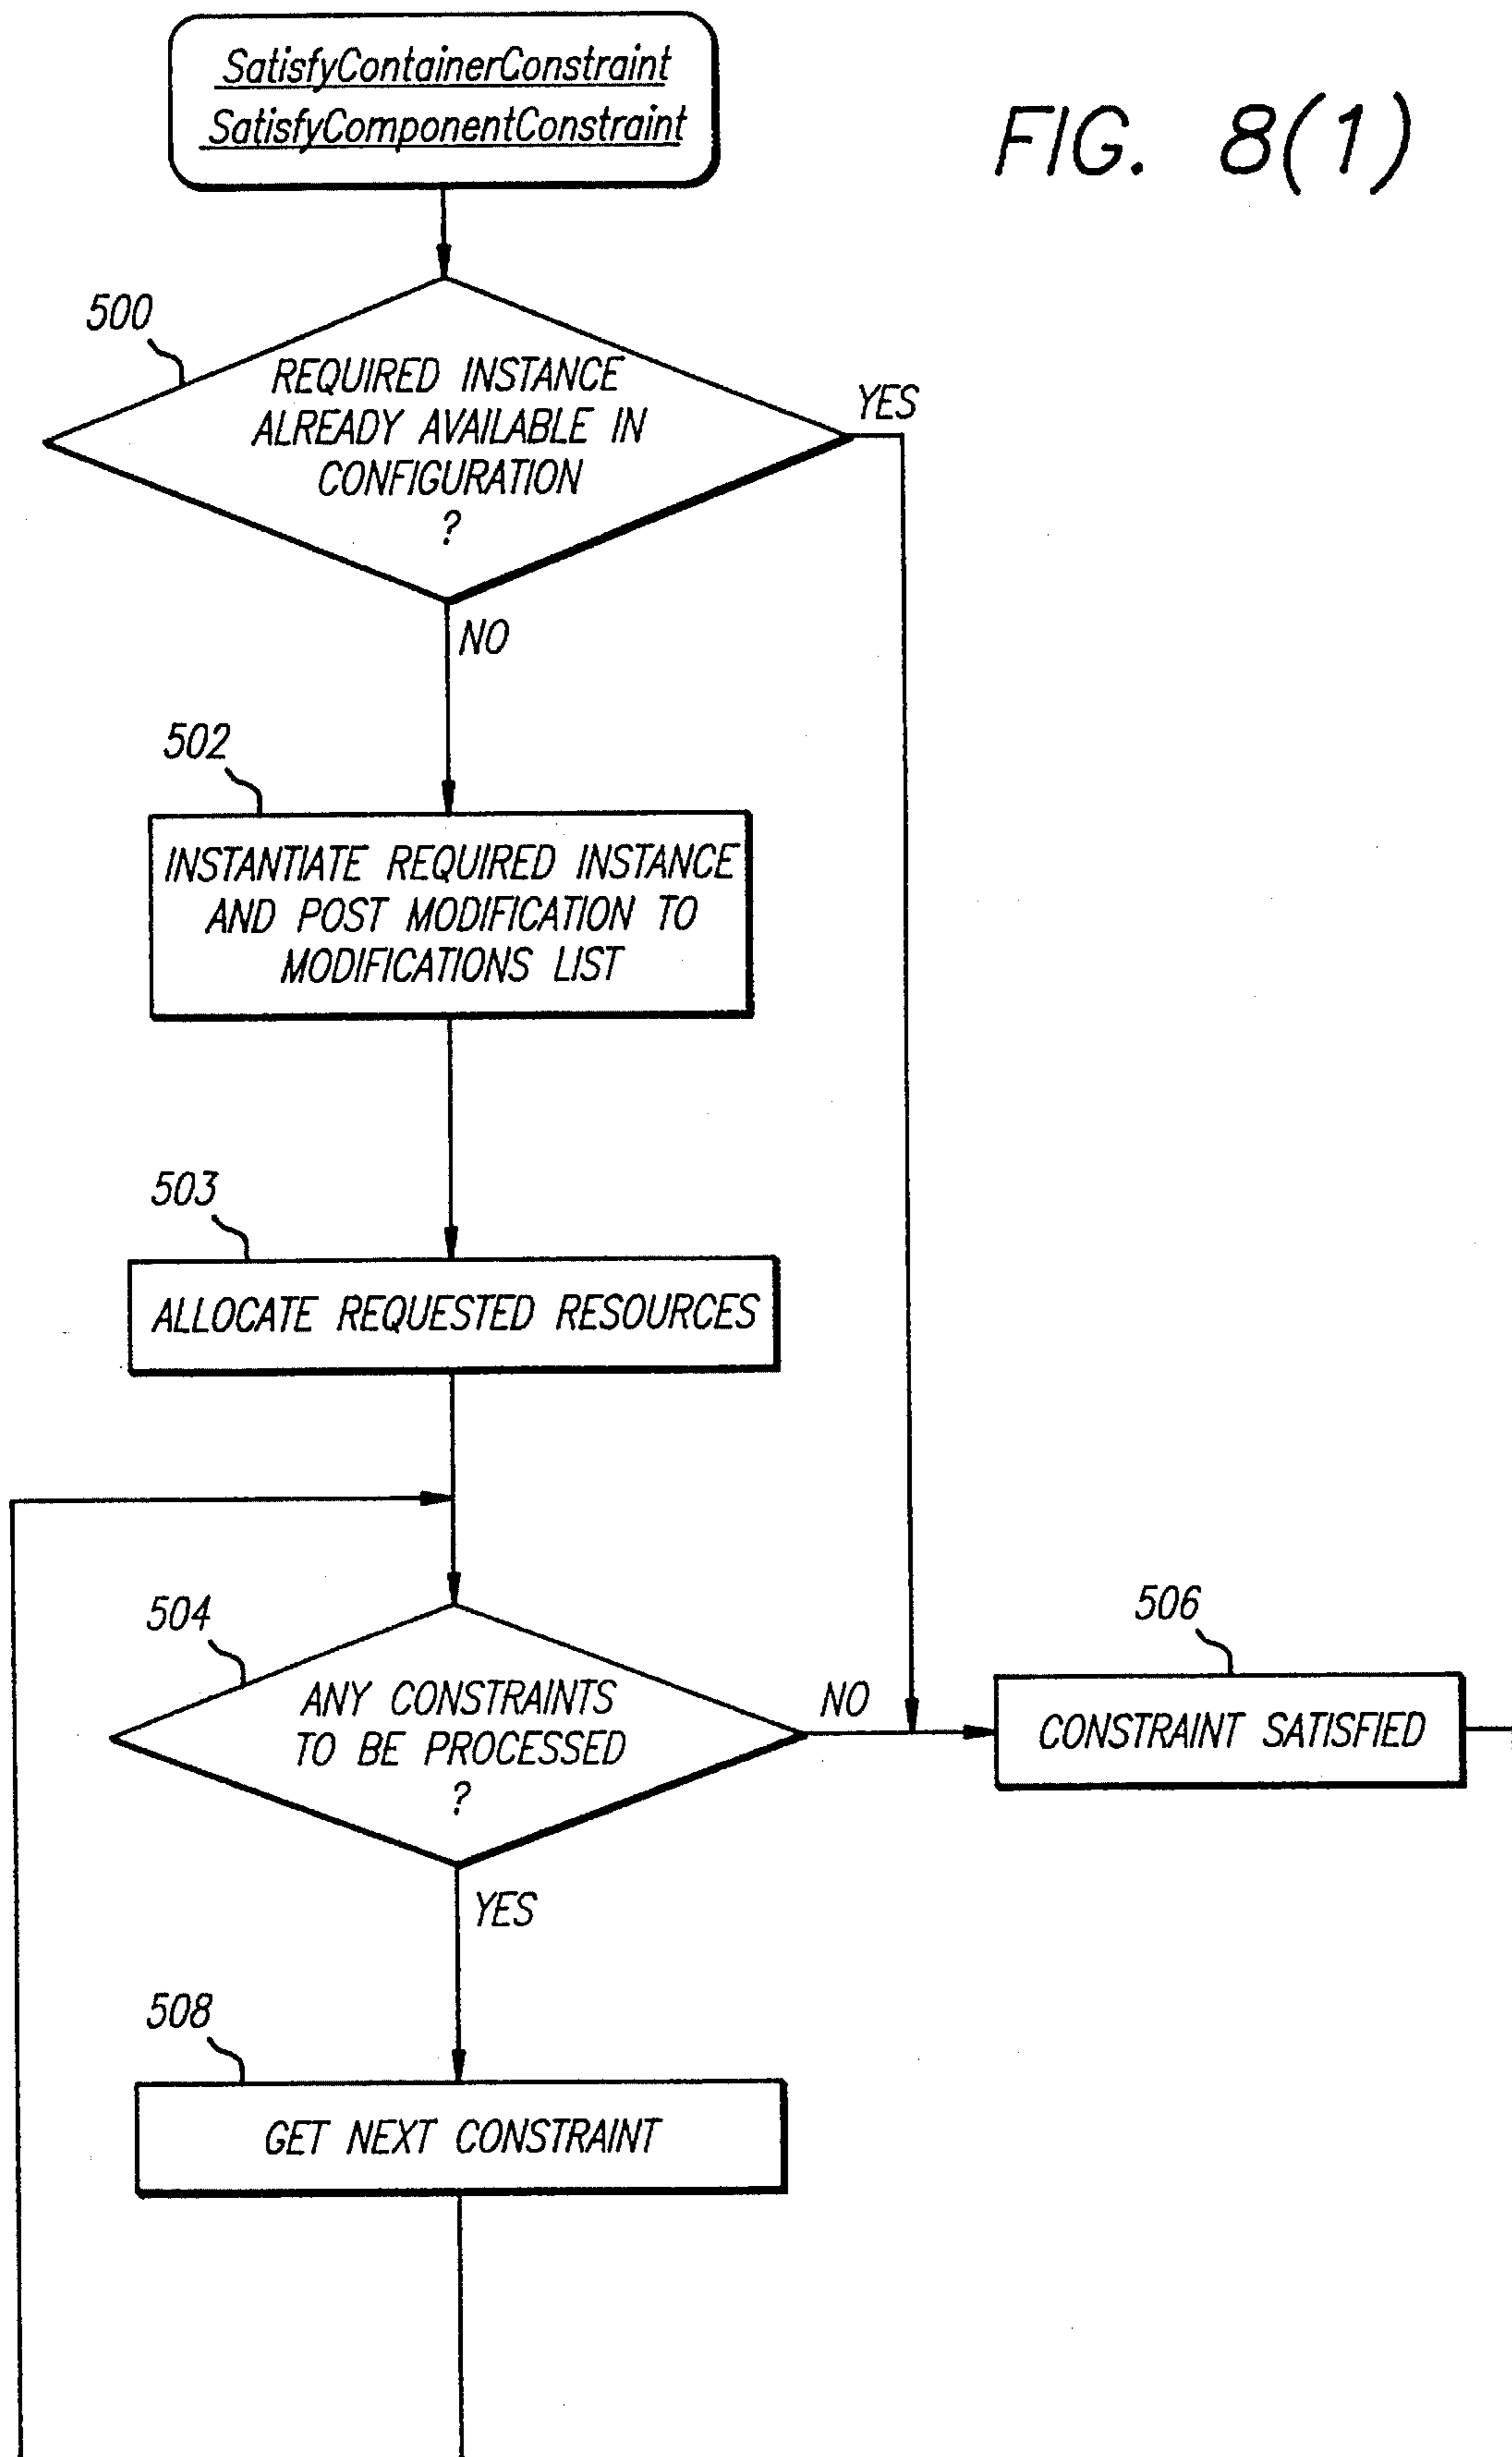 SatisfyContainerConstraint
SatisfyComponentConstraint
FIG. 8(1)
500
REQUIRED INSTANCE
ALREADY AVAILABLE IN
CONFIGURATION
?
YES
NO
502
INSTANTIATE REQUIRED INSTANCE
AND POST MODIFICATION TO
MODIFICATIONS LIST
503
ALLOCATE REQUESTED RESOURCES
504
ANY CONSTRAINTS
TO BE PROCESSED
?
NO
506
CONSTRAINT SATISFIED
YES
508
GET NEXT CONSTRAINT